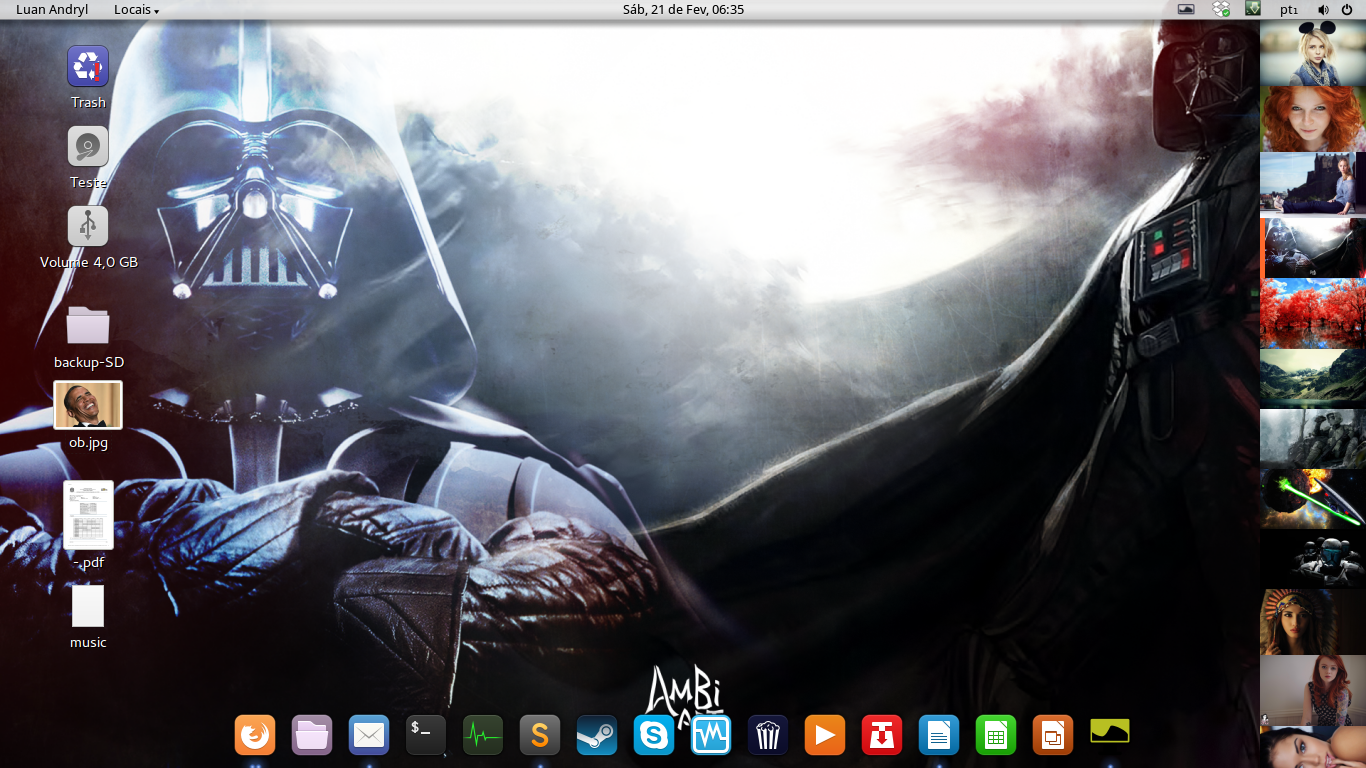 Luan Andryl
Locais
Sáb, 21 de Fev, 06:35
pt₁
Trash
Teste
Volume 4,0 GB
backup-SD
ob.jpg
-.pdf
music
AMBi
ART
$_
S
S